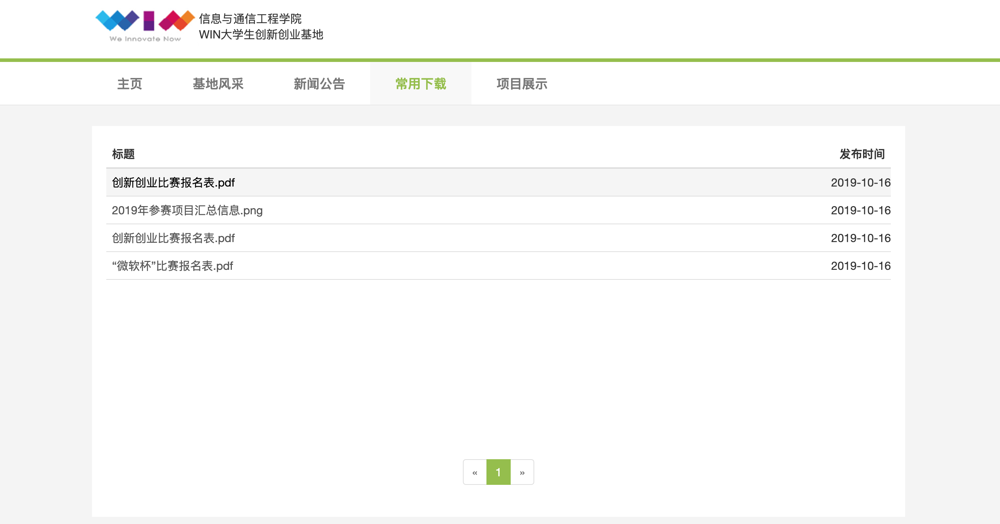 WIN
We Innovate Now
信息与通信工程学院
WIN大学生创新创业基地
主页 基地风采 新闻公告 常用下载 项目展示
标题 发布时间
创新创业比赛报名表.pdf 2019-10-16
2019年参赛项目汇总信息.png 2019-10-16
创新创业比赛报名表.pdf 2019-10-16
“微软杯”比赛报名表.pdf 2019-10-16
« 1 »